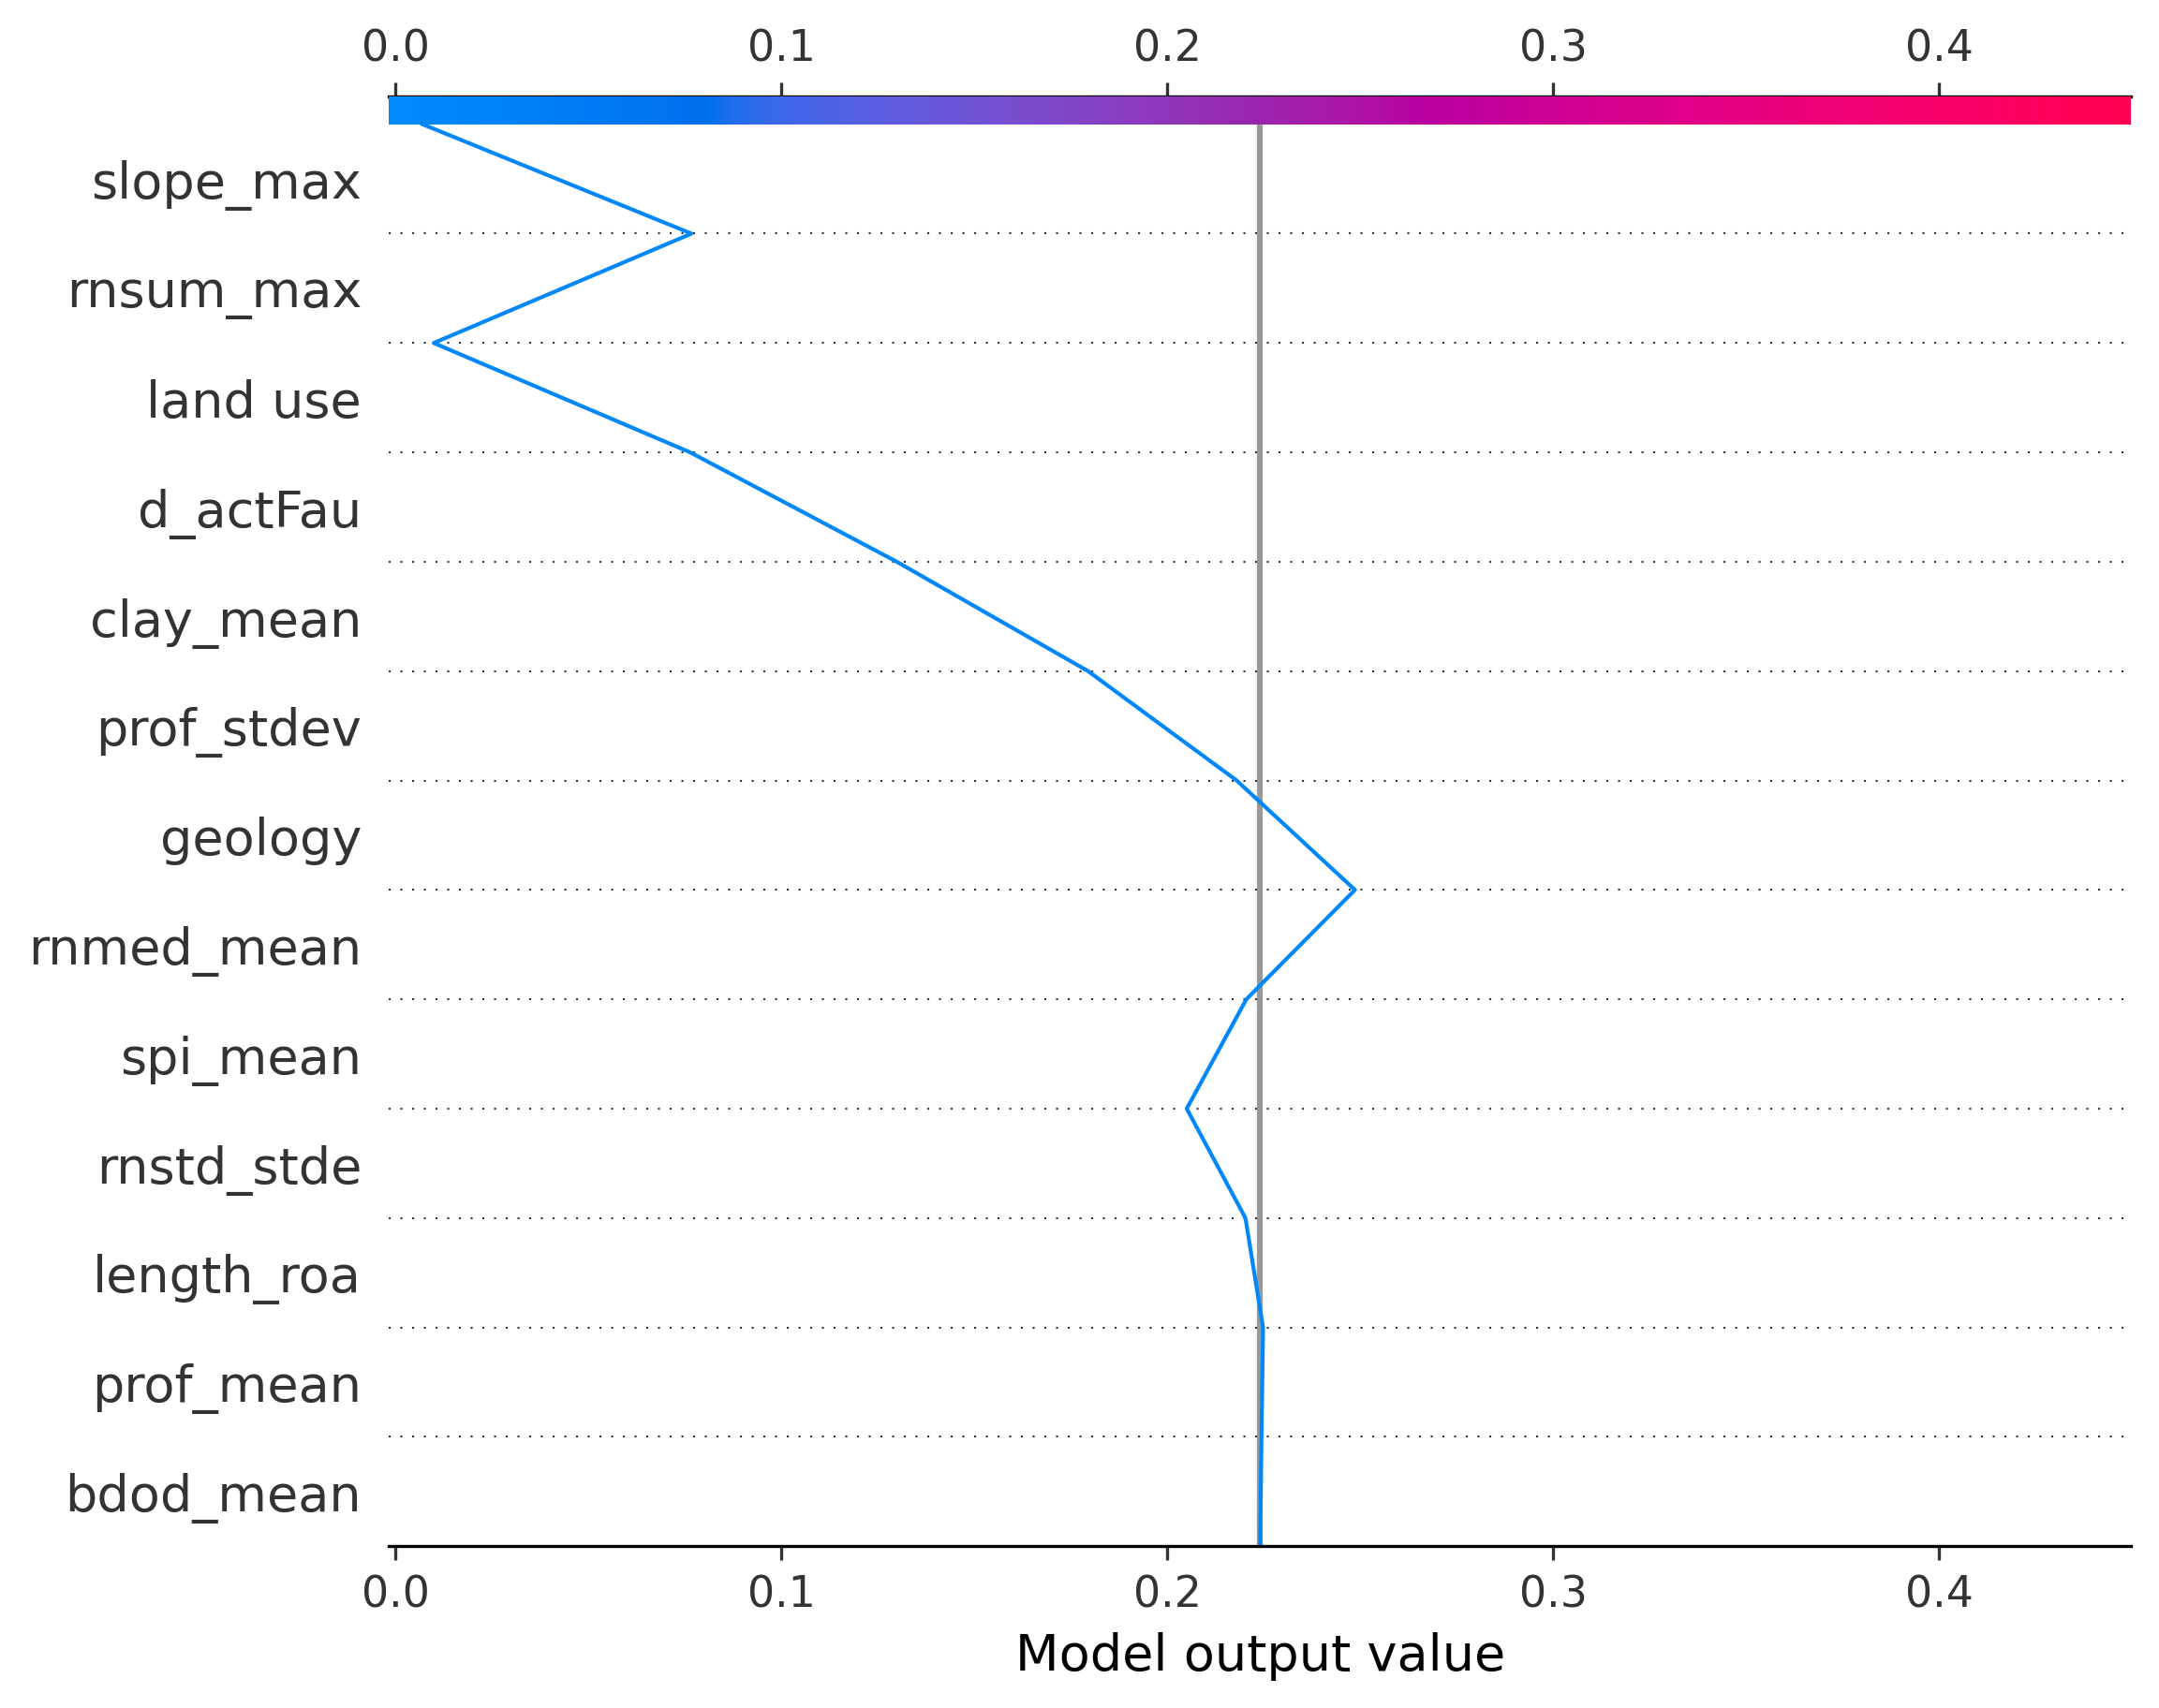 0.0 0.1 0.2 0.3 0.4
slope_max
rnsum_max
land use
d_actFau
clay_mean
prof_stdev
geology
rnmed_mean
spi_mean
rnstd_stde
length_roa
prof_mean
bdod_mean
0.0 0.1 0.2 0.3 0.4
Model output value